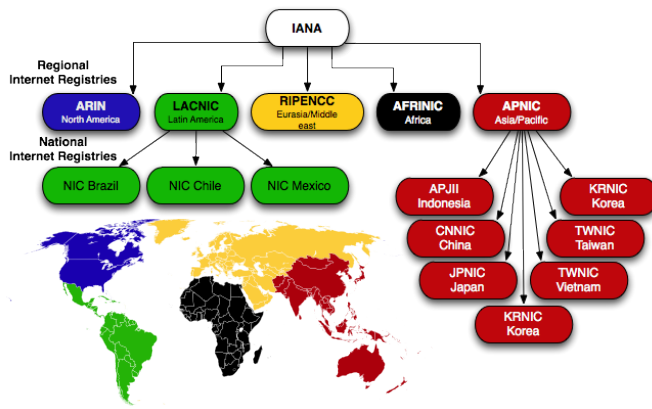 IANA
Regional
Internet Registries
ARIN
North America
LACNIC
Latin America
RIPENCC
Eurasia/Middle
east
AFRINIC
Africa
APNIC
Asia/Pacific
National
Internet Registries
NIC Brazil
NIC Chile
NIC Mexico
APJII
Indonesia
KRNIC
Korea
CNNIC
China
TWNIC
Taiwan
JPNIC
Japan
TWNIC
Vietnam
KRNIC
Korea